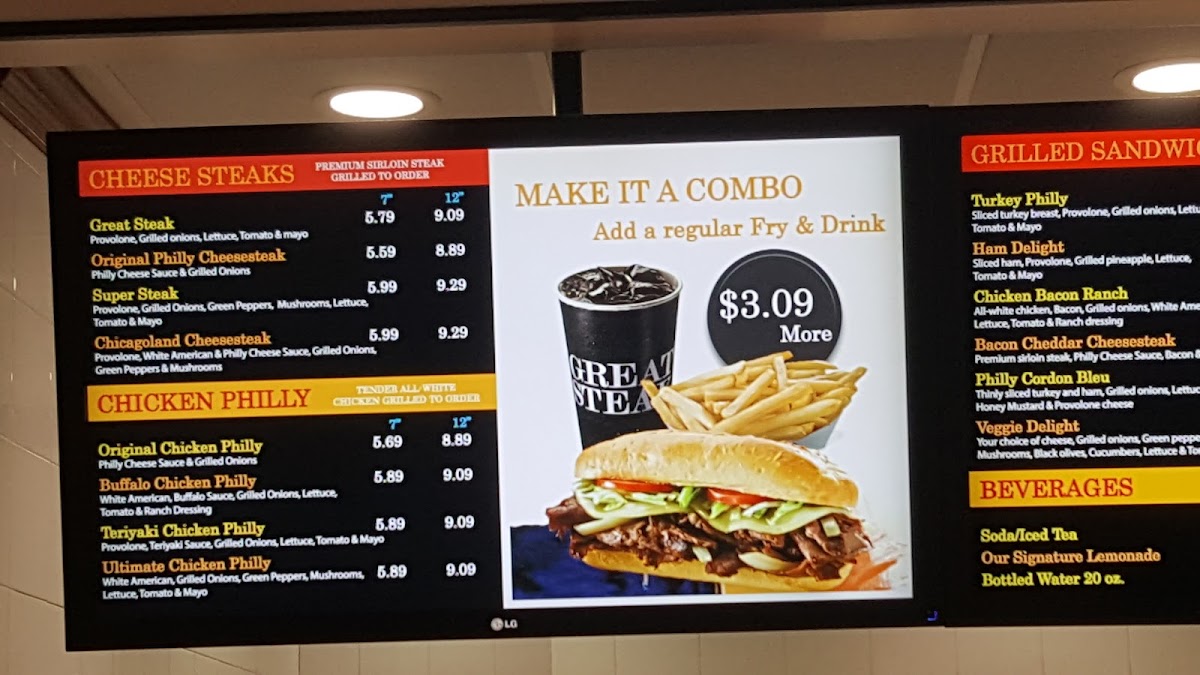 CHEESE STEAKS
PREMIUM SIRLOIN STEAK
GRILLED TO ORDER
7" 12"
Great Steak 5.79 9.09
Provolone, Grilled onions, Lettuce, Tomato & mayo
Original Philly Cheesesteak 5.59 8.89
Philly Cheese Sauce & Grilled Onions
Super Steak 5.99 9.29
Provolone, Grilled Onions, Green Peppers, Mushrooms, Lettuce,
Tomato & Mayo
Chicagoland Cheesesteak 5.99 9.29
Provolone, White American & Philly Cheese Sauce, Grilled Onions,
Green Peppers & Mushrooms
CHICKEN PHILLY
TENDER ALL-WHITE
CHICKEN GRILLED TO ORDER
7" 12"
Original Chicken Philly 5.69 8.89
Philly Cheese Sauce & Grilled Onions
Buffalo Chicken Philly 5.89 9.09
White American, Buffalo Sauce, Grilled Onions, Lettuce,
Tomato & Ranch Dressing
Teriyaki Chicken Philly 5.89 9.09
Provolone, Teriyaki Sauce, Grilled Onions, Lettuce, Tomato & Mayo
Ultimate Chicken Philly 5.89 9.09
White American, Grilled Onions, Green Peppers, Mushrooms,
Lettuce, Tomato & Mayo
MAKE IT A COMBO
Add a regular Fry & Drink
$3.09
More
GREAT
STEA
LG
GRILLED SANDWIC
Turkey Philly
Sliced turkey breast, Provolone, Grilled onions, Lettu
Tomato & Mayo
Ham Delight
Sliced ham, Provolone, Grilled pineapple, Lettuce,
Tomato & Mayo
Chicken Bacon Ranch
All-white chicken, Bacon, Grilled onions, White Am
Lettuce, Tomato & Ranch dressing
Bacon Cheddar Cheesesteak
Premium sirloin steak, Philly Cheese Sauce, Bacon &
Philly Cordon Bleu
Thinly sliced turkey and ham, Grilled onions, Lettu
Honey Mustard & Provolone cheese
Veggie Delight
Your choice of cheese, Grilled onions, Green peppe
Mushrooms, Black olives, Cucumbers, Lettuce & To
BEVERAGES
Soda/Iced Tea
Our Signature Lemonade
Bottled Water 20 oz.